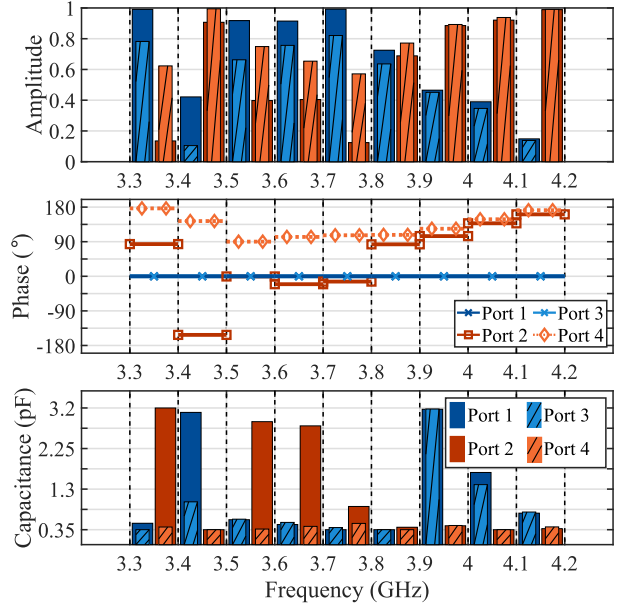 1
0.8
0.6
0.4
0.2
0
Amplitude
3.3 3.4 3.5 3.6 3.7 3.8 3.9 4 4.1 4.2
180
90
0
-90
-180
Phase (°)
Port 1 Port 3
Port 2 Port 4
3.3 3.4 3.5 3.6 3.7 3.8 3.9 4 4.1 4.2
3.2
2.25
1.3
0.35
Capacitance (pF)
Port 1 Port 3
Port 2 Port 4
3.3 3.4 3.5 3.6 3.7 3.8 3.9 4 4.1 4.2
Frequency (GHz)